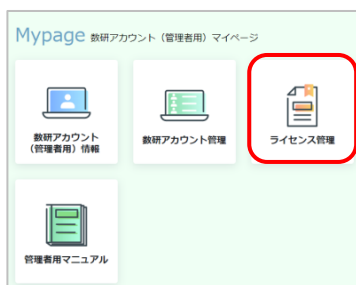 Mypage 数研アカウント（管理者用）マイページ
数研アカウント
（管理者用）情報
数研アカウント管理
ライセンス管理
管理者用マニュアル